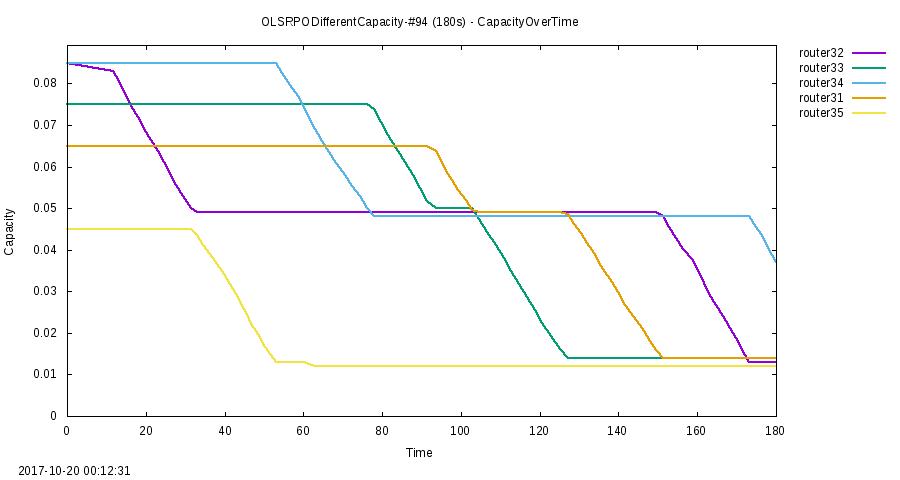 OLSRPODifferentCapacity-#94 (180s) - CapacityOverTime
router32
router33
router34
router31
router35
0.08
0.07
0.06
0.05
0.04
0.03
0.02
0.01
0
Capacity
0 20 40 60 80 100 120 140 160 180
Time
2017-10-20 00:12:31